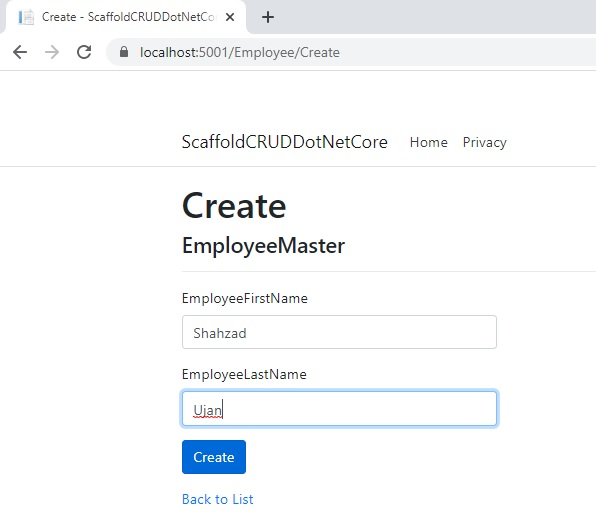 Create - ScaffoldCRUDDotNetCo
localhost:5001/Employee/Create
ScaffoldCRUDDotNetCore Home Privacy
Create
EmployeeMaster
EmployeeFirstName
Shahzad
EmployeeLastName
Ujan
Create
Back to List